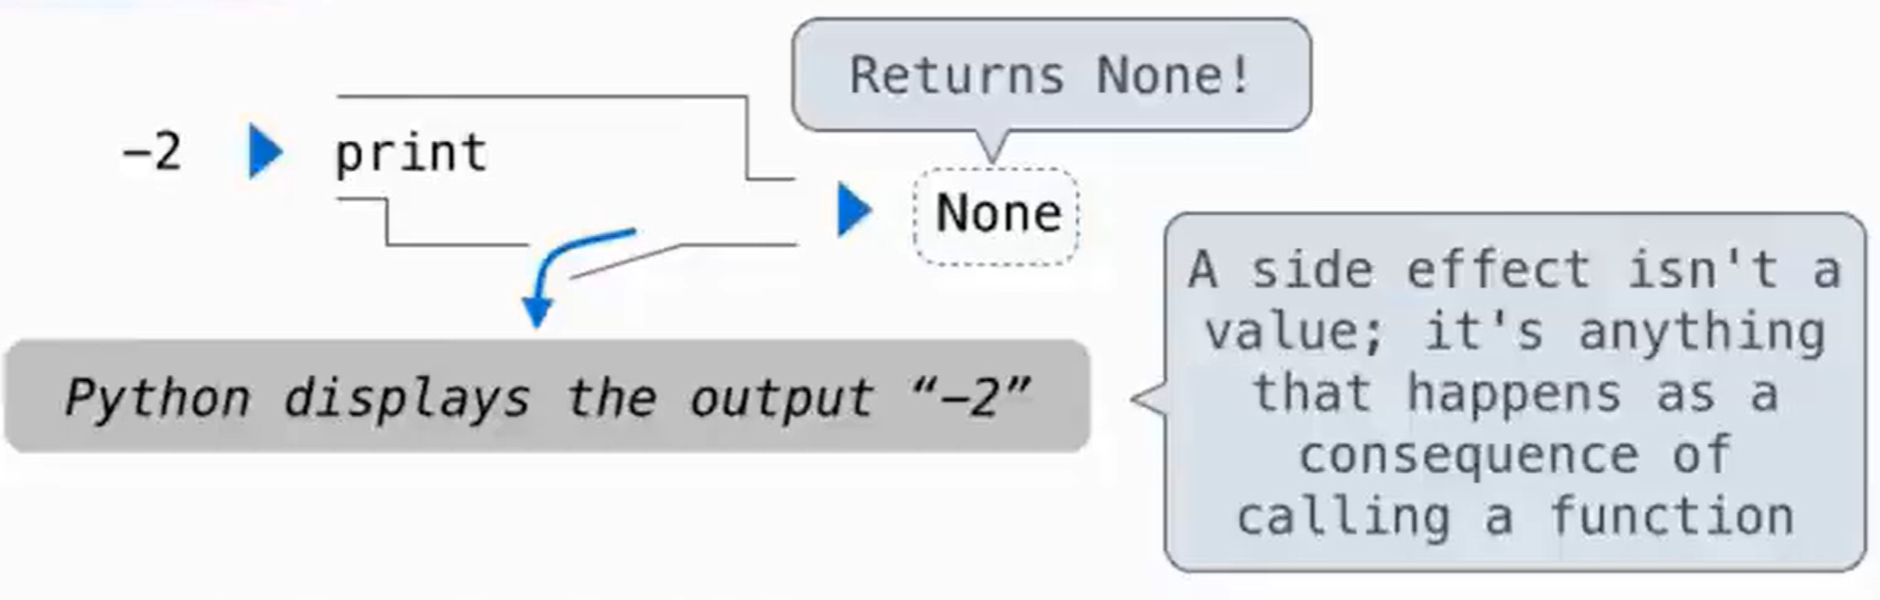 Returns None!
−2 print
None
A side effect isn't a
value; it's anything
that happens as a
consequence of
calling a function
Python displays the output “−2”